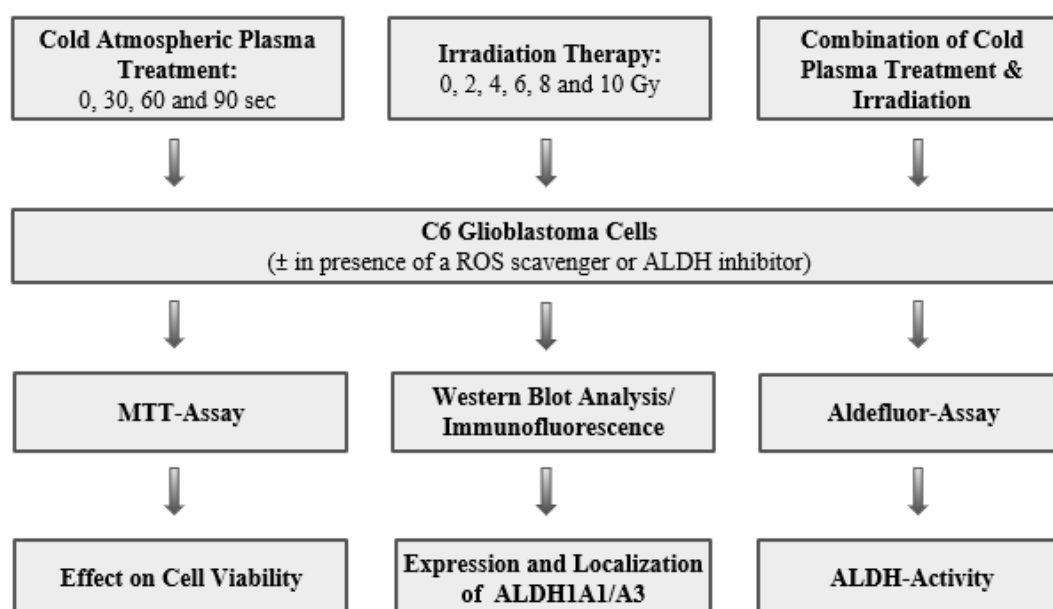 Cold Atmospheric Plasma
Treatment:
0, 30, 60 and 90 sec
Irradiation Therapy:
0, 2, 4, 6, 8 and 10 Gy
Combination of Cold
Plasma Treatment &
Irradiation
C6 Glioblastoma Cells
(± in presence of a ROS scavenger or ALDH inhibitor)
MTT-Assay
Western Blot Analysis/
Immunofluorescence
Aldefluor-Assay
Effect on Cell Viability
Expression and Localization
of ALDH1A1/A3
ALDH-Activity